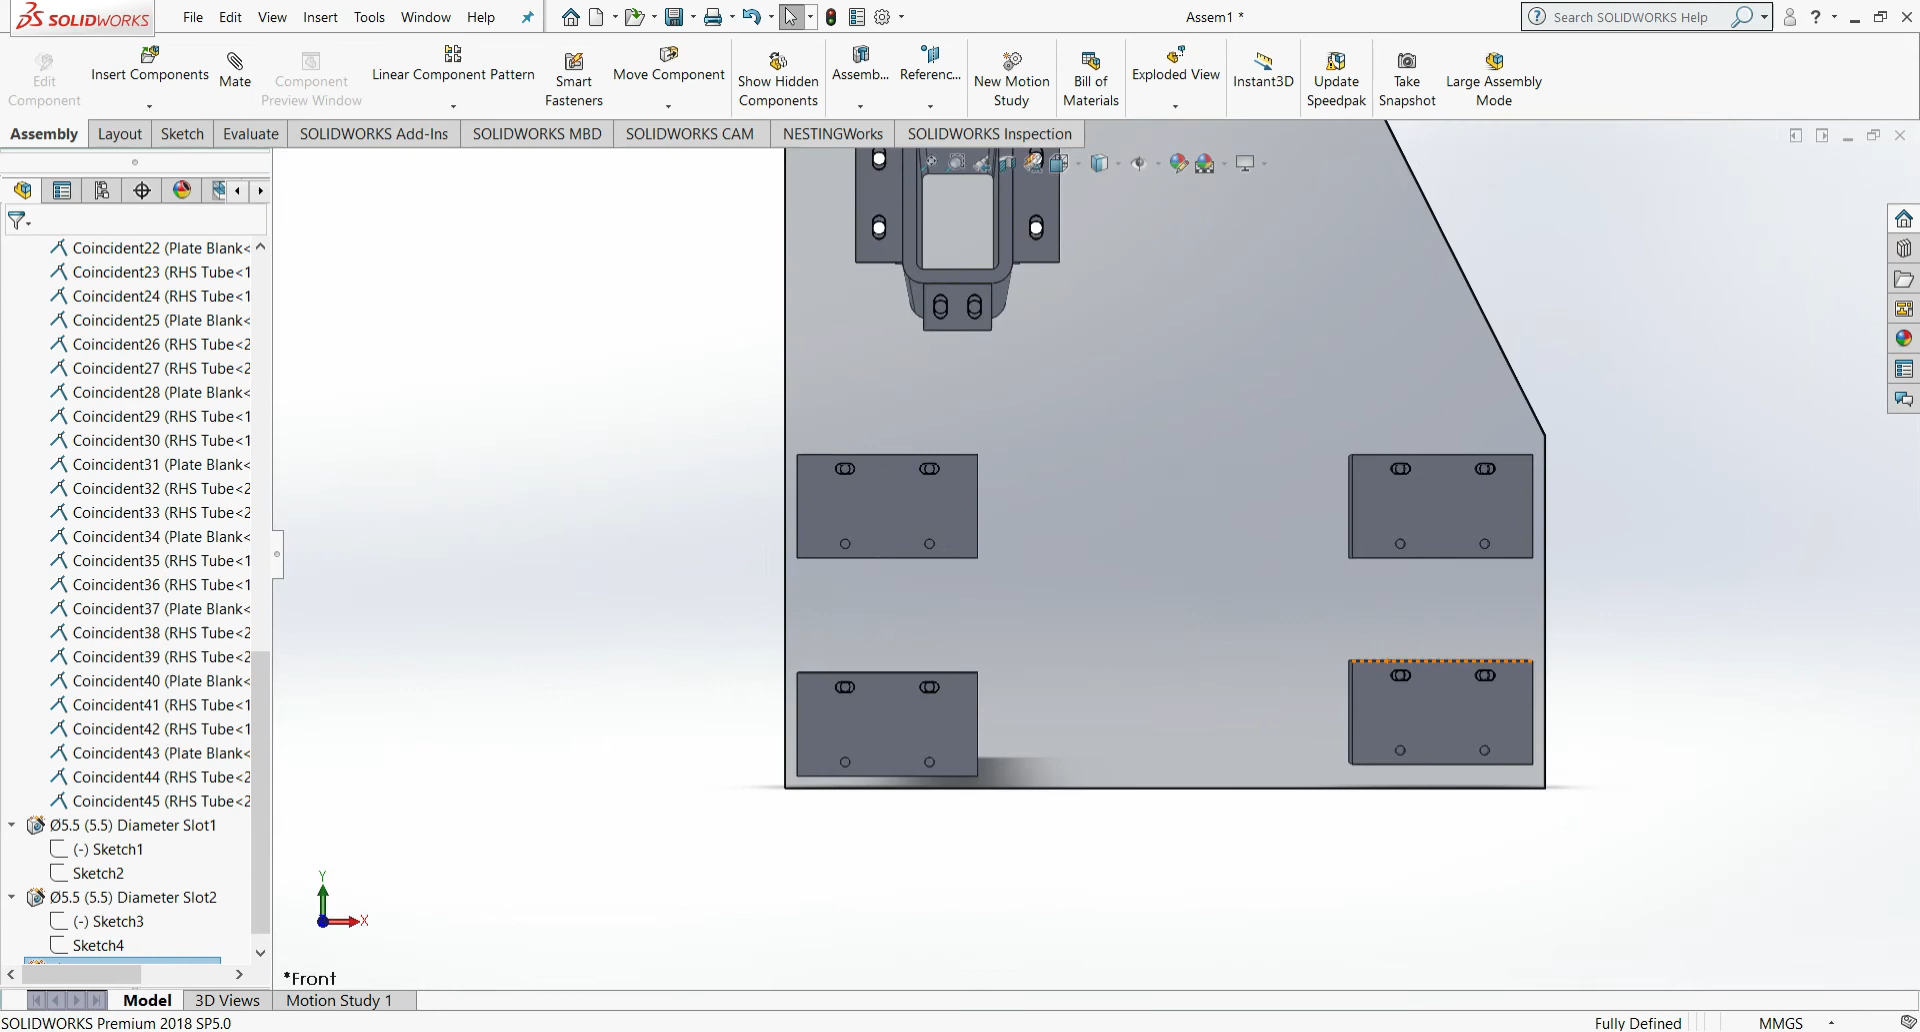 SOLIDWORKS
File Edit View Insert Tools Window Help
Assem1 *
Search SOLIDWORKS Help
Edit Component
Insert Components
Mate
Component Preview Window
Linear Component Pattern
Smart Fasteners
Move Component
Show Hidden Components
Assemb...
Referenc...
New Motion Study
Bill of Materials
Exploded View
Instant3D
Update Speedpak
Take Snapshot
Large Assembly Mode
Assembly Layout Sketch Evaluate SOLIDWORKS Add-Ins SOLIDWORKS MBD SOLIDWORKS CAM NESTINGWorks SOLIDWORKS Inspection
Coincident22 (Plate Blank<
Coincident23 (RHS Tube<1
Coincident24 (RHS Tube<1
Coincident25 (Plate Blank<
Coincident26 (RHS Tube<2
Coincident27 (RHS Tube<2
Coincident28 (Plate Blank<
Coincident29 (RHS Tube<1
Coincident30 (RHS Tube<1
Coincident31 (Plate Blank<
Coincident32 (RHS Tube<2
Coincident33 (RHS Tube<2
Coincident34 (Plate Blank<
Coincident35 (RHS Tube<1
Coincident36 (RHS Tube<1
Coincident37 (Plate Blank<
Coincident38 (RHS Tube<2
Coincident39 (RHS Tube<2
Coincident40 (Plate Blank<
Coincident41 (RHS Tube<1
Coincident42 (RHS Tube<1
Coincident43 (Plate Blank<
Coincident44 (RHS Tube<2
Coincident45 (RHS Tube<2
Ø5.5 (5.5) Diameter Slot1
(-) Sketch1
Sketch2
Ø5.5 (5.5) Diameter Slot2
(-) Sketch3
Sketch4
Y
X
*Front
Model 3D Views Motion Study 1
SOLIDWORKS Premium 2018 SP5.0
Fully Defined
MMGS